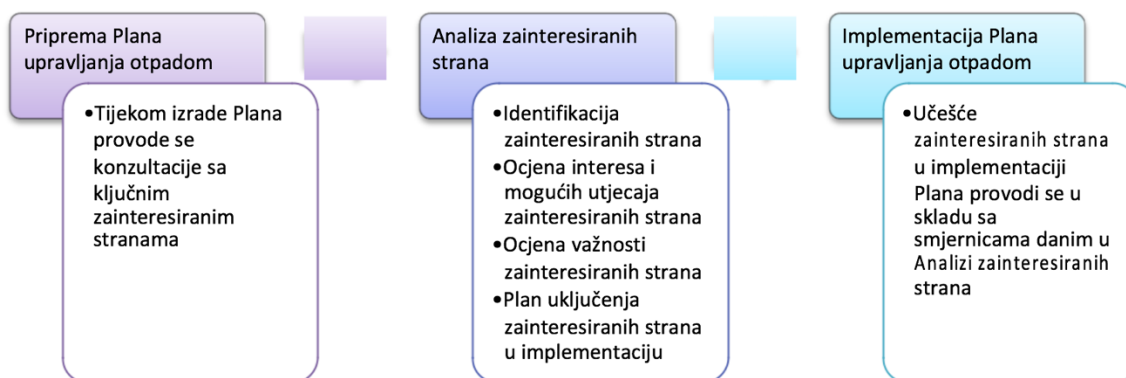 Priprema Plana
upravljanja otpadom
•Tijekom izrade Plana
provode se
konzultacije sa
ključnim
zainteresiranim
stranama
Analiza zainteresiranih
strana
•Identifikacija
zainteresiranih strana
•Ocjena interesa i
mogućih utjecaja
zainteresiranih strana
•Ocjena važnosti
zainteresiranih strana
•Plan uključenja
zainteresiranih strana
u implementaciju
Implementacija Plana
upravljanja otpadom
•Učešće
zainteresiranih strana
u implementaciji
Plana provodi se u
skladu sa
smjernicama danim u
Analizi zainteresiranih
strana